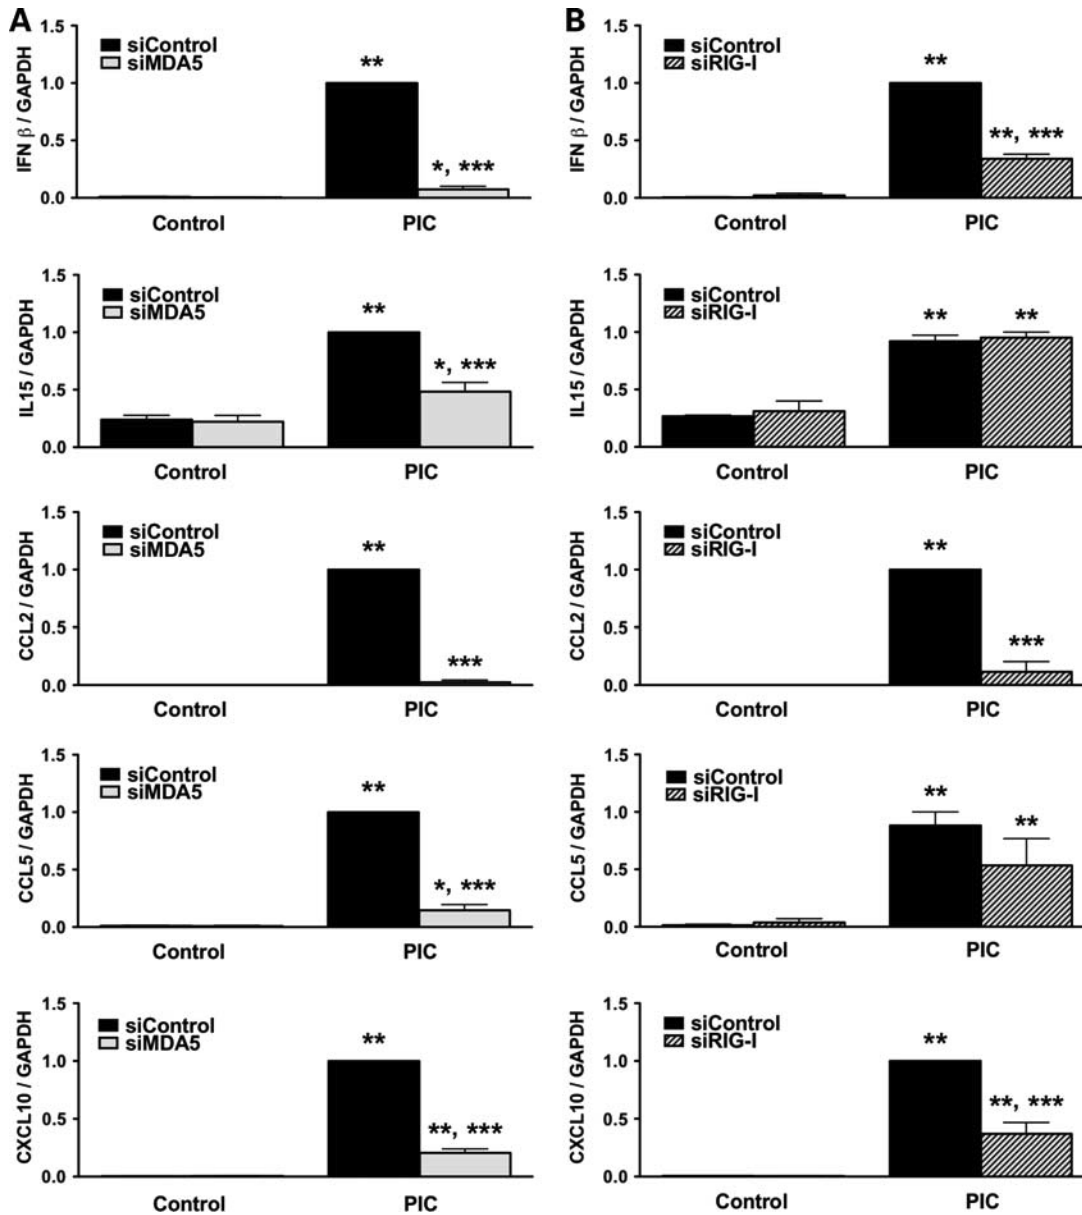 A
IFN β / GAPDH
1.5
1.0
0.5
0.0
siControl
siMDA5
**
*, ***
Control
PIC
IL15 / GAPDH
1.5
1.0
0.5
0.0
siControl
siMDA5
**
*, ***
Control
PIC
CCL2 / GAPDH
1.5
1.0
0.5
0.0
siControl
siMDA5
**
***
Control
PIC
CCL5 / GAPDH
1.5
1.0
0.5
0.0
siControl
siMDA5
**
*, ***
Control
PIC
CXCL10 / GAPDH
1.5
1.0
0.5
0.0
siControl
siMDA5
**
**, ***
Control
PIC
B
IFN β / GAPDH
1.5
1.0
0.5
0.0
siControl
siRIG-I
**
**, ***
Control
PIC
IL15 / GAPDH
1.5
1.0
0.5
0.0
siControl
siRIG-I
**
**
Control
PIC
CCL2 / GAPDH
1.5
1.0
0.5
0.0
siControl
siRIG-I
**
***
Control
PIC
CCL5 / GAPDH
1.5
1.0
0.5
0.0
siControl
siRIG-I
**
**
Control
PIC
CXCL10 / GAPDH
1.5
1.0
0.5
0.0
siControl
siRIG-I
**
**, ***
Control
PIC